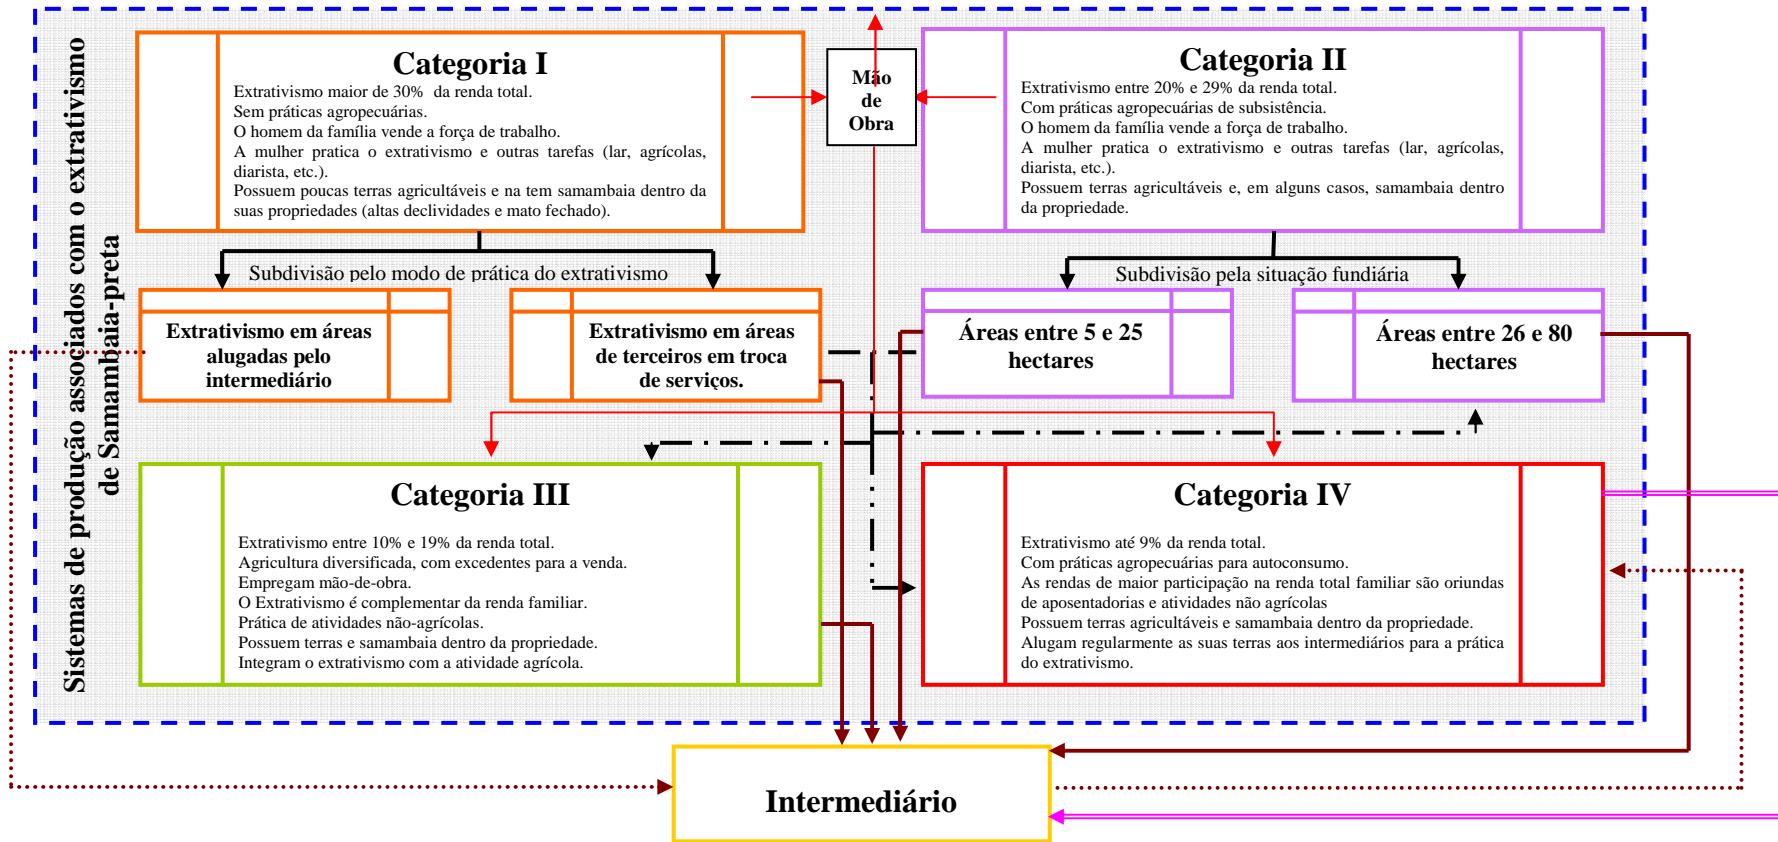 Sistemas de produção associados com o extrativismo
de Samambaia-preta
Categoria I
Extrativismo maior de 30% da renda total.
Sem práticas agropecuárias.
O homem da família vende a força de trabalho.
A mulher pratica o extrativismo e outras tarefas (lar, agrícolas,
diarista, etc.).
Possuem poucas terras agricultáveis e na tem samambaia dentro da
suas propriedades (altas declividades e mato fechado).
Mão
de
Obra
Categoria II
Extrativismo entre 20% e 29% da renda total.
Com práticas agropecuárias de subsistência.
O homem da família vende a força de trabalho.
A mulher pratica o extrativismo e outras tarefas (lar, agrícolas,
diarista, etc.).
Possuem terras agricultáveis e, em alguns casos, samambaia dentro
da propriedade.
Subdivisão pelo modo de prática do extrativismo
Subdivisão pela situação fundiária
Extrativismo em áreas
alugadas pelo
intermediário
Extrativismo em áreas
de terceiros em troca
de serviços.
Áreas entre 5 e 25
hectares
Áreas entre 26 e 80
hectares
Categoria III
Extrativismo entre 10% e 19% da renda total.
Agricultura diversificada, com excedentes para a venda.
Empregam mão-de-obra.
O Extrativismo é complementar da renda familiar.
Prática de atividades não-agrícolas.
Possuem terras e samambaia dentro da propriedade.
Integram o extrativismo com a atividade agrícola.
Categoria IV
Extrativismo até 9% da renda total.
Com práticas agropecuárias para autoconsumo.
As rendas de maior participação na renda total familiar são oriundas
de aposentadorias e atividades não agrícolas
Possuem terras agricultáveis e samambaia dentro da propriedade.
Alugam regularmente as suas terras aos intermediários para a prática
do extrativismo.
Intermediário